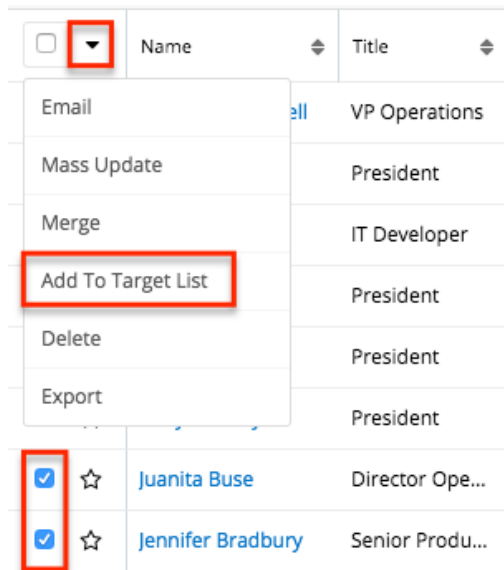 Name Title
Email
ell VP Operations
Mass Update
President
Merge
IT Developer
Add To Target List
President
Delete
President
Export
President
Juanita Buse Director Ope...
Jennifer Bradbury Senior Produ...